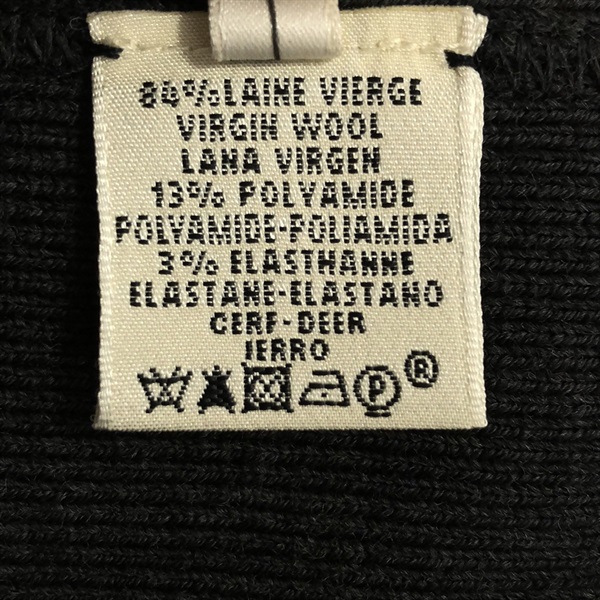 84%LAINE VIERGE
VIRGIN WOOL
LANA VIRGEN
13% POLYAMIDE
POLYAMIDE-POLIAMIDA
3% ELASTHANNE
ELASTANE-ELASTANO
CERF-DEER
IERRO
P ®